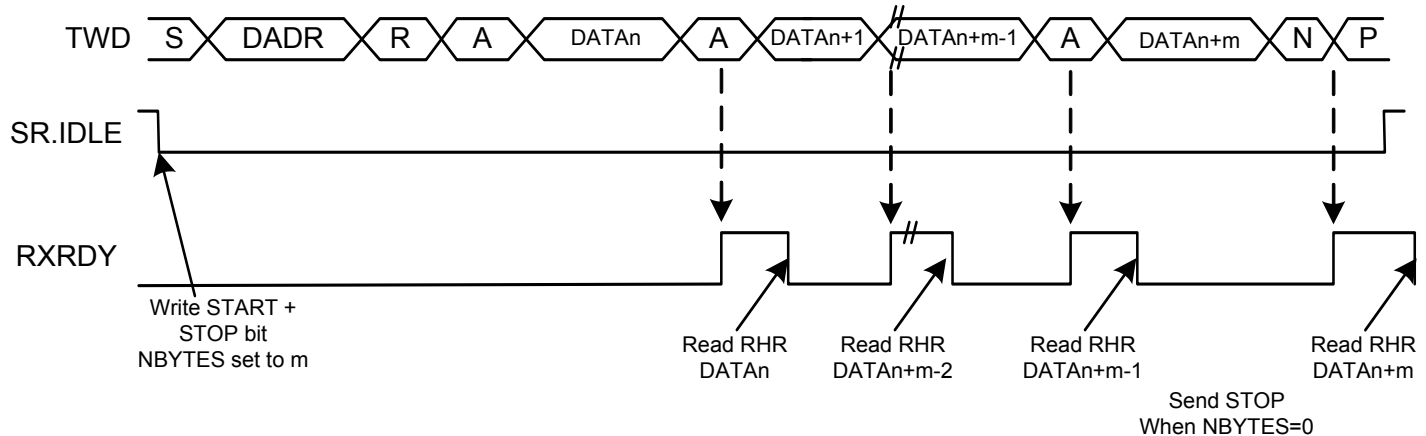 TWD S DADR R A DATAn A DATAn+1 DATAn+m-1 A DATAn+m N P
SR.IDLE
RXRDY
Write START +
STOP bit
NBYTES set to m
Read RHR
DATAn
Read RHR
DATAn+m-2
Read RHR
DATAn+m-1
Read RHR
DATAn+m
Send STOP
When NBYTES=0